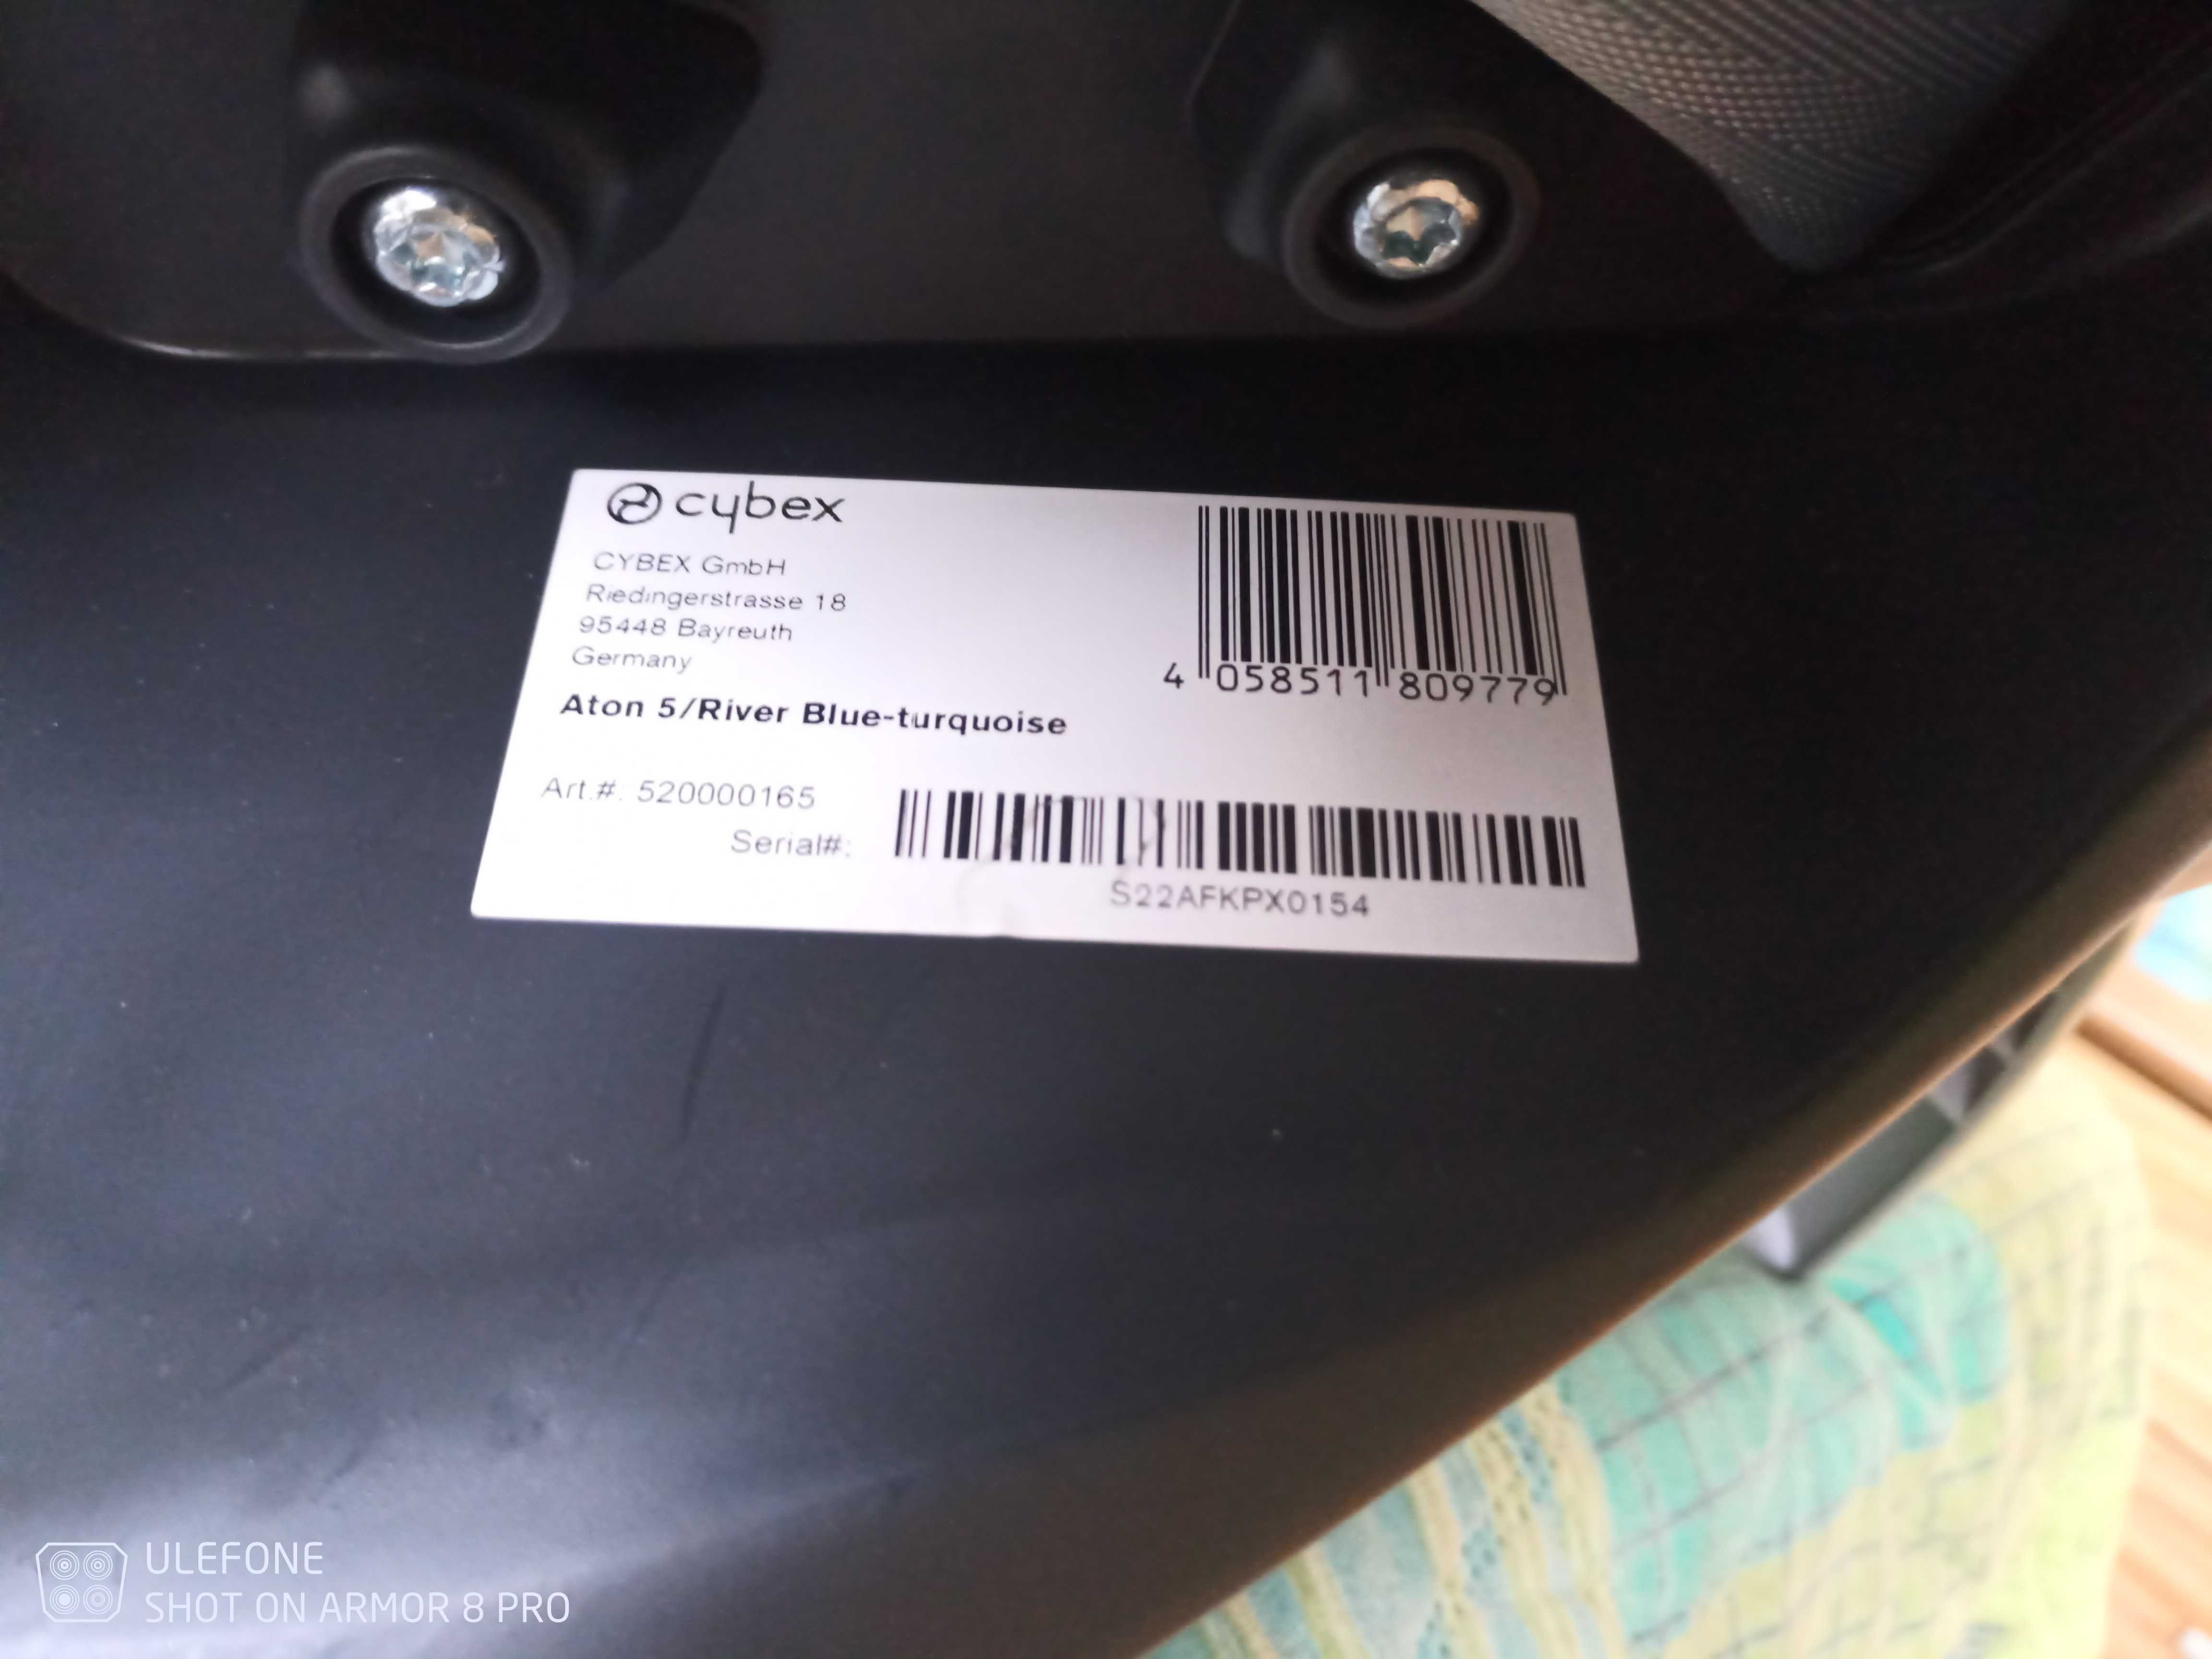 cybex
CYBEX GmbH
Riedingerstrasse 18
95448 Bayreuth
Germany
4 058511 809779
Aton 5/River Blue-turquoise
Art.#. 520000165
Serial#:
S22AFKPX0154
ULEFONE
SHOT ON ARMOR 8 PRO